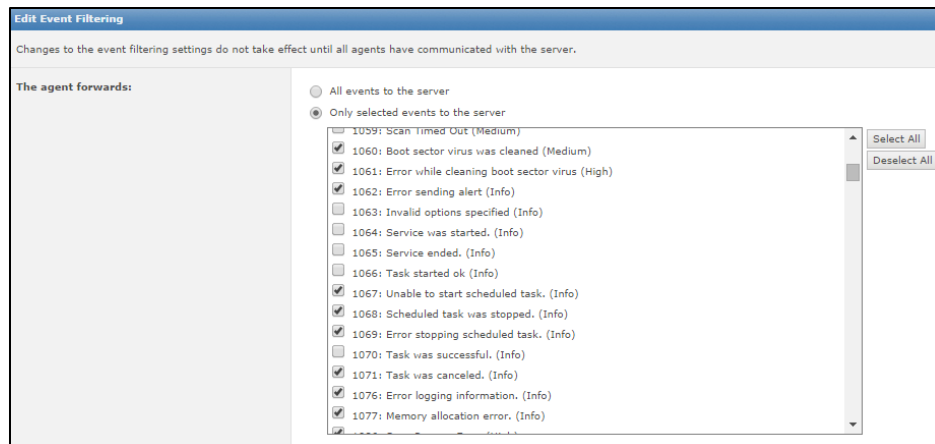 Edit Event Filtering
Changes to the event filtering settings do not take effect until all agents have communicated with the server.
The agent forwards:
All events to the server
Only selected events to the server
1059: Scan Timed Out (Medium)
1060: Boot sector virus was cleaned (Medium)
1061: Error while cleaning boot sector virus (High)
1062: Error sending alert (Info)
1063: Invalid options specified (Info)
1064: Service was started. (Info)
1065: Service ended. (Info)
1066: Task started ok (Info)
1067: Unable to start scheduled task. (Info)
1068: Scheduled task was stopped. (Info)
1069: Error stopping scheduled task. (Info)
1070: Task was successful. (Info)
1071: Task was canceled. (Info)
1076: Error logging information. (Info)
1077: Memory allocation error. (Info)
Select All
Deselect All